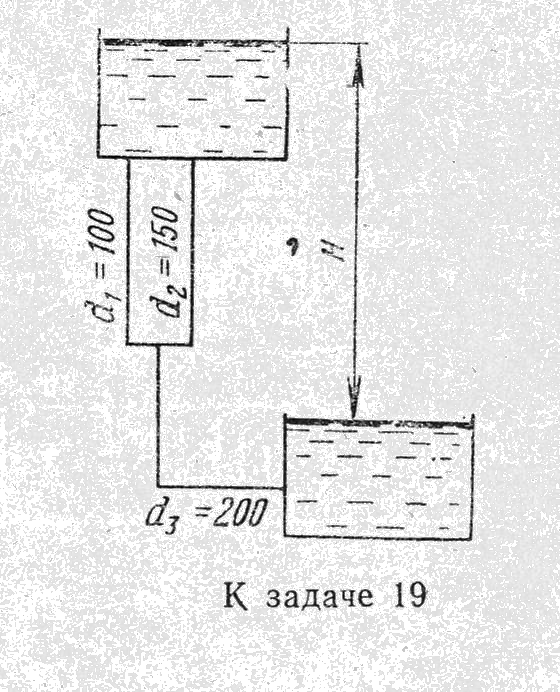 d₁ = 100
d₂ = 150
H
d₃ = 200
К задаче 19